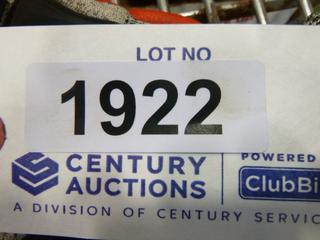 LOT NO
1922
CENTURY
AUCTIONS
POWERED
ClubBi
A DIVISION OF CENTURY SERVIC